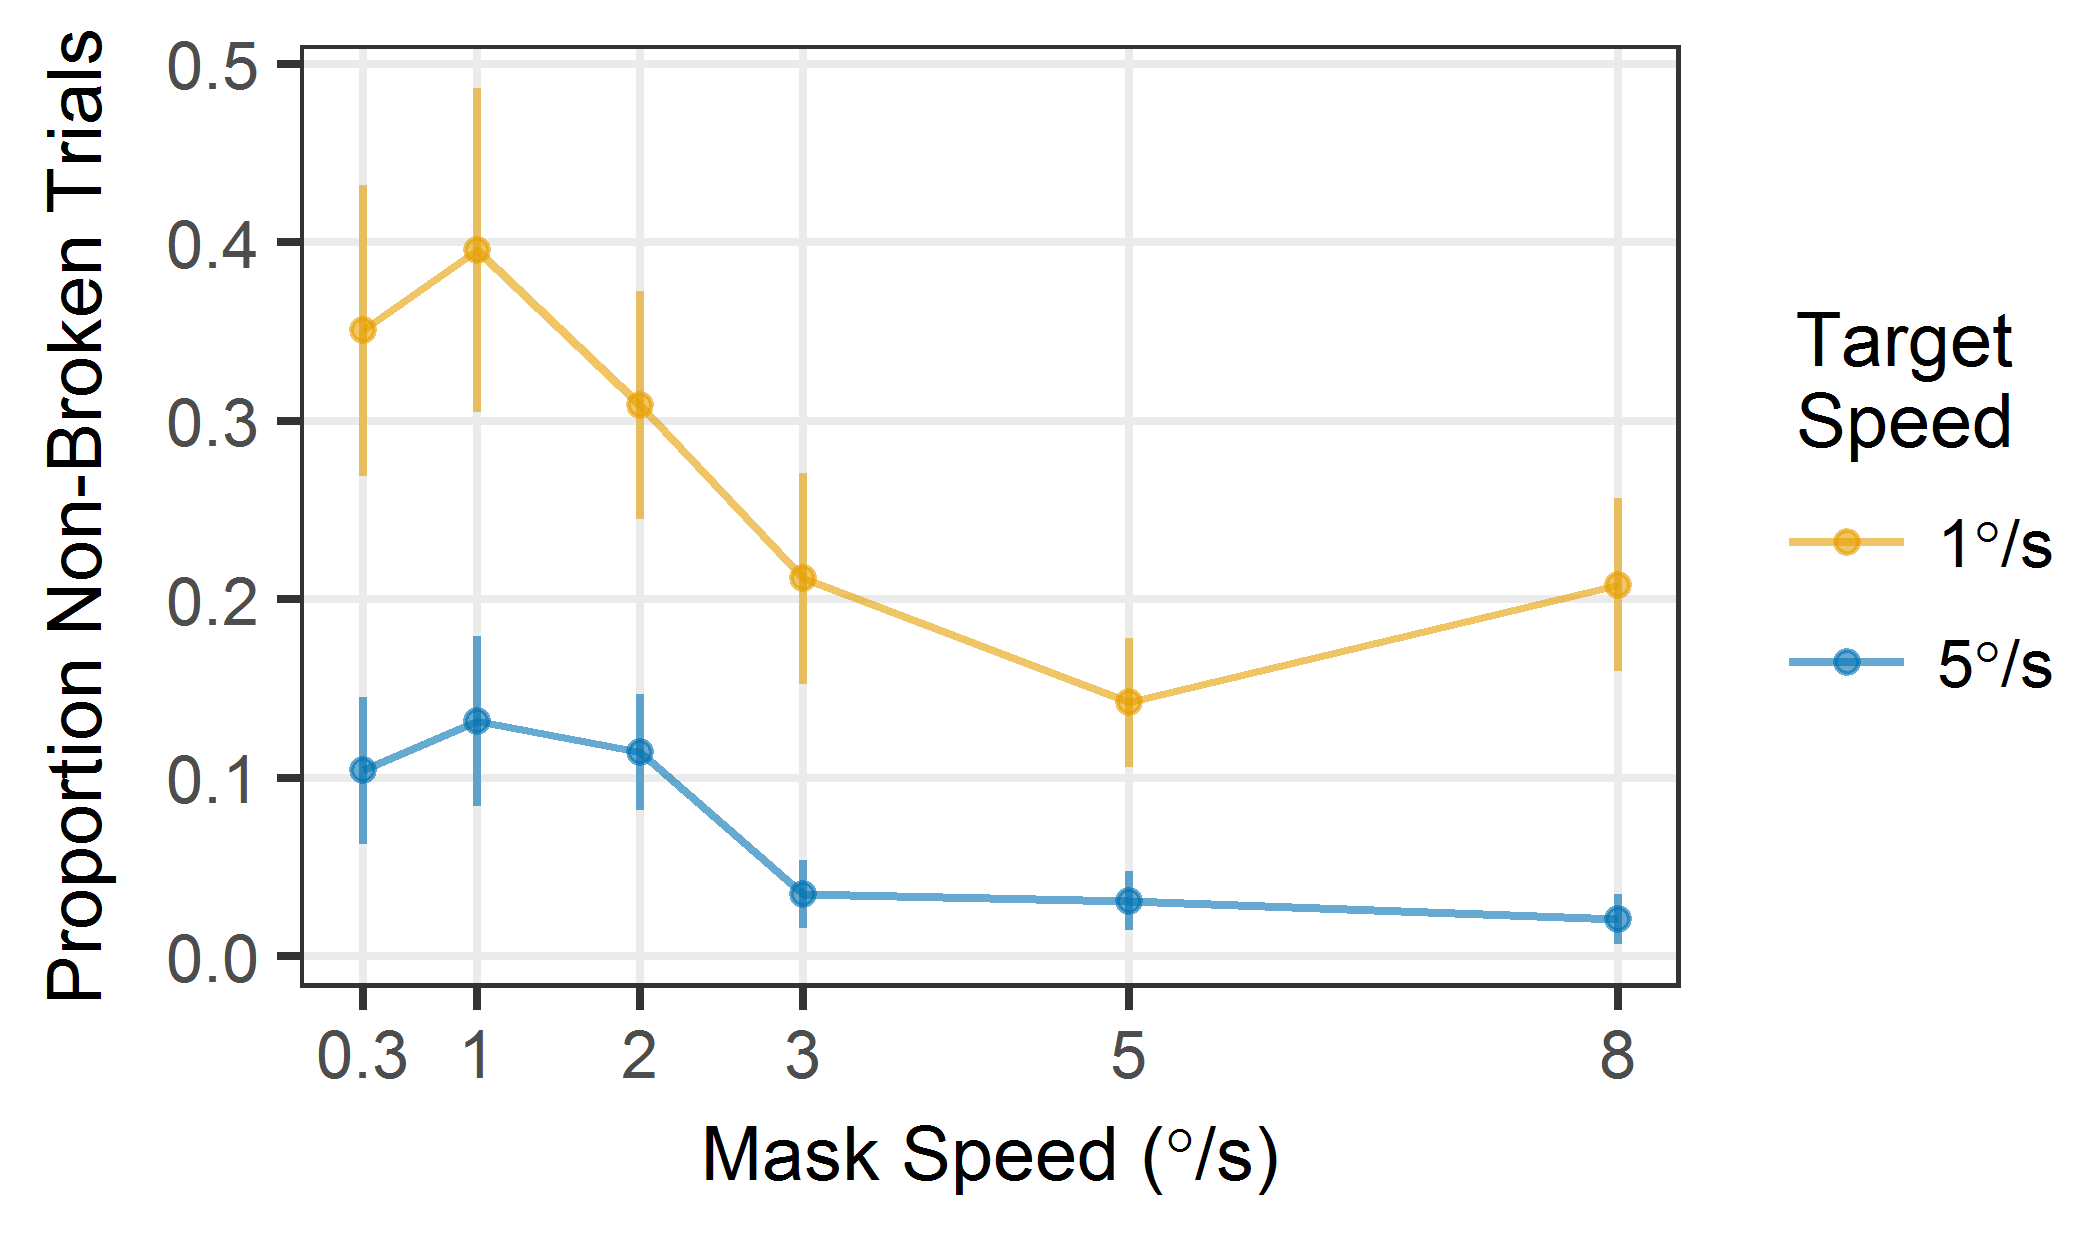 Proportion Non-Broken Trials
0.5
0.4
0.3
0.2
0.1
0.0
0.3 1 2 3 5 8
Mask Speed (°/s)
Target
Speed
1°/s
5°/s